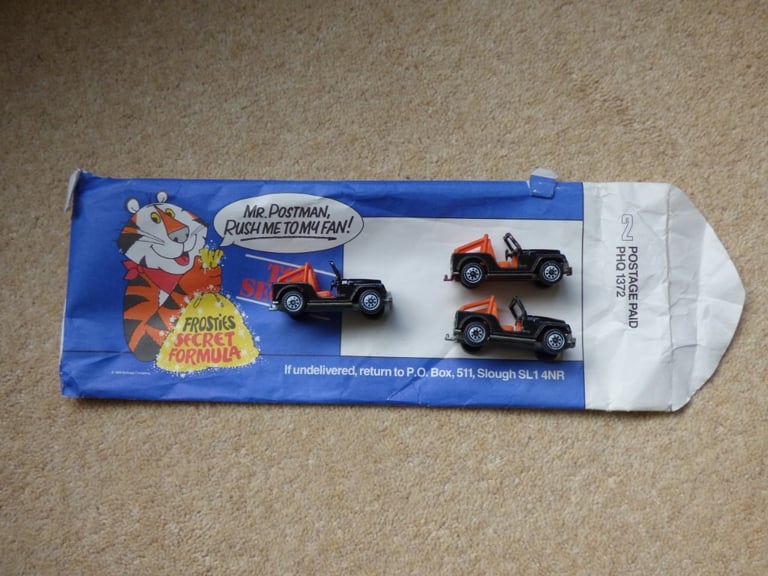 MR. POSTMAN,
RUSH ME TO MY FAN!
FROSTIES
SECRET
FORMULA
If undelivered, return to P.O. Box, 511, Slough SL1 4NR
2
POSTAGE PAID
PHQ 1372